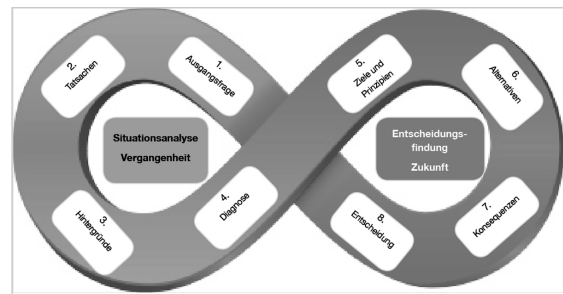 1.
Ausgangsfrage
2.
Tatsachen
3.
Hintergründe
4.
Diagnose
5.
Ziele und
Prinzipien
6.
Alternativen
7.
Konsequenzen
8.
Entscheidung
Situationsanalyse
Vergangenheit
Entscheidungs-
findung
Zukunft